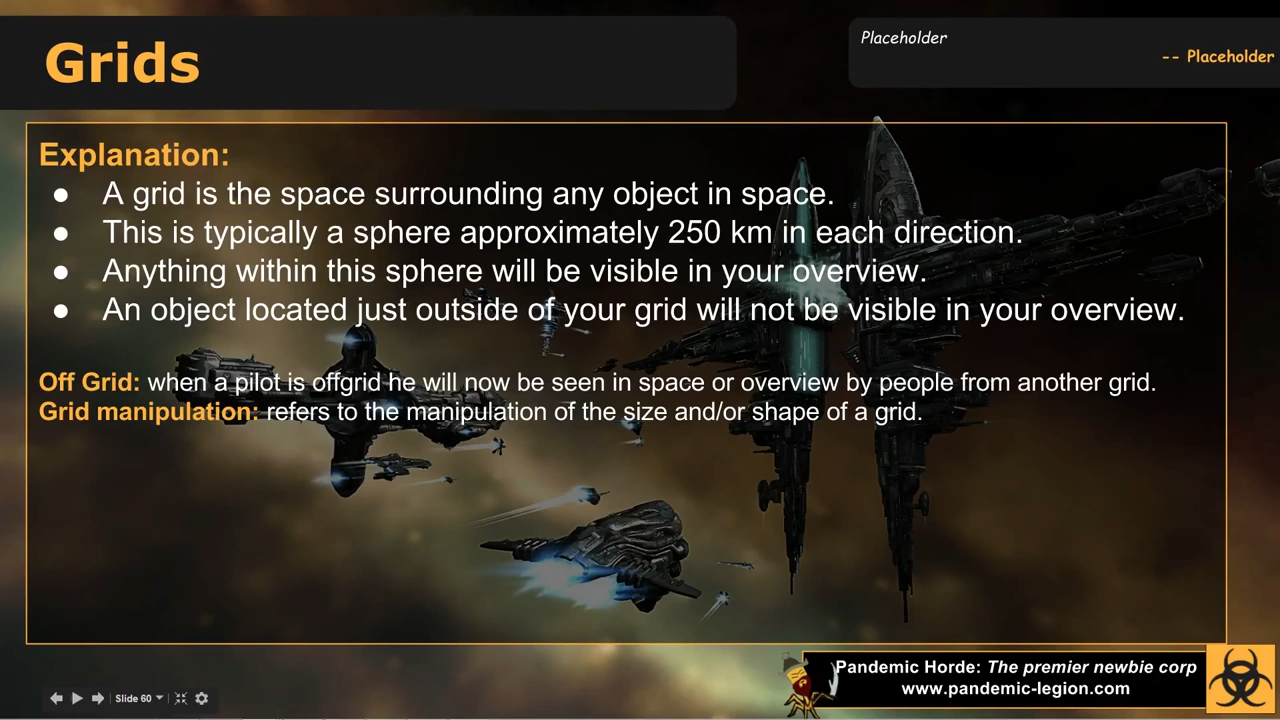 Grids
Placeholder
-- Placeholder
Explanation:
● A grid is the space surrounding any object in space.
● This is typically a sphere approximately 250 km in each direction.
● Anything within this sphere will be visible in your overview.
● An object located just outside of your grid will not be visible in your overview.
Off Grid: when a pilot is offgrid he will now be seen in space or overview by people from another grid.
Grid manipulation: refers to the manipulation of the size and/or shape of a grid.
Pandemic Horde: The premier newbie corp
www.pandemic-legion.com
Slide 60